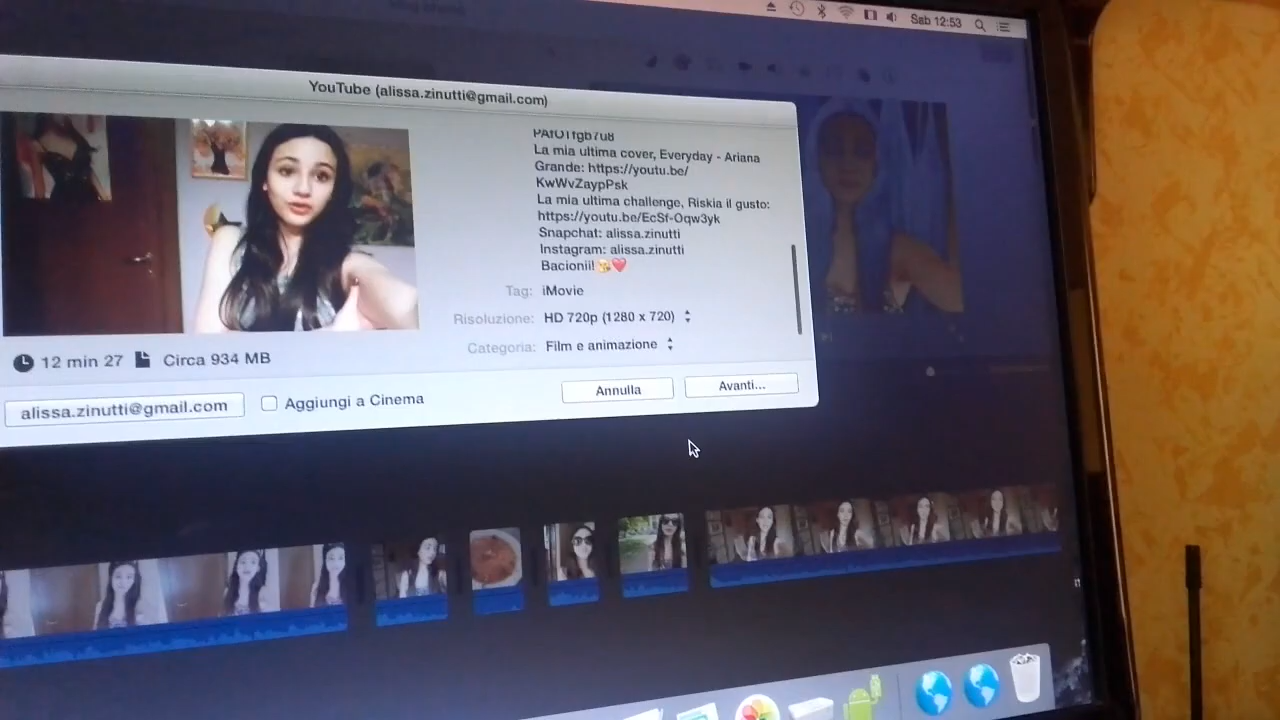 Sab 12:53
YouTube (alissa.zinutti@gmail.com)
PAfOTfgb7u8
La mia ultima cover, Everyday - Ariana
Grande: https://youtu.be/
KwWvZaypPsk
La mia ultima challenge, Riskia il gusto:
https://youtu.be/EcSf-Oqw3yk
Snapchat: alissa.zinutti
Instagram: alissa.zinutti
Bacionii!😘❤️
Tag: iMovie
Risoluzione: HD 720p (1280 x 720)
Categoria: Film e animazione
12 min 27 Circa 934 MB
alissa.zinutti@gmail.com Aggiungi a Cinema Annulla Avanti...